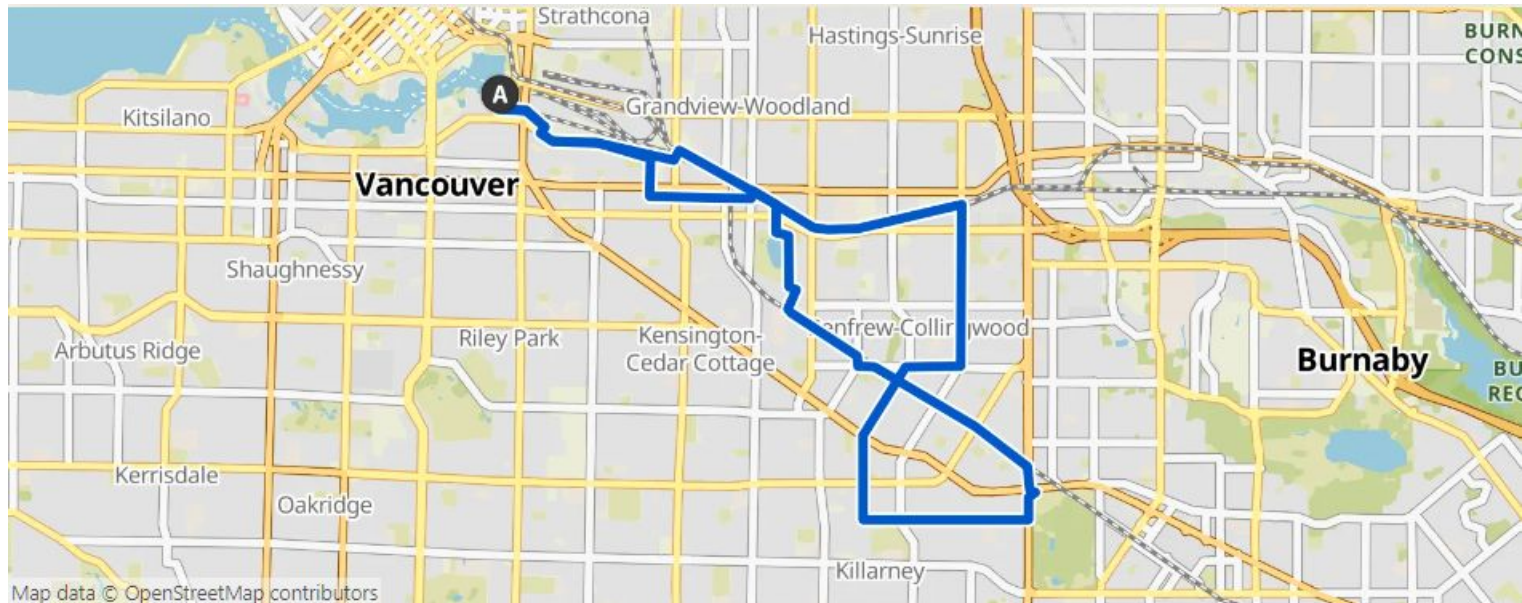 Strathcona
Hastings-Sunrise
BURN
CONS
A
Grandview-Woodland
Kitsilano
Vancouver
Shaughnessy
Riley Park
Kensington-
Cedar Cottage
enfrew-Collingwood
Arbutus Ridge
Burnaby
BU
REC
Kerrisdale
Oakridge
Killarney
Map data © OpenStreetMap contributors